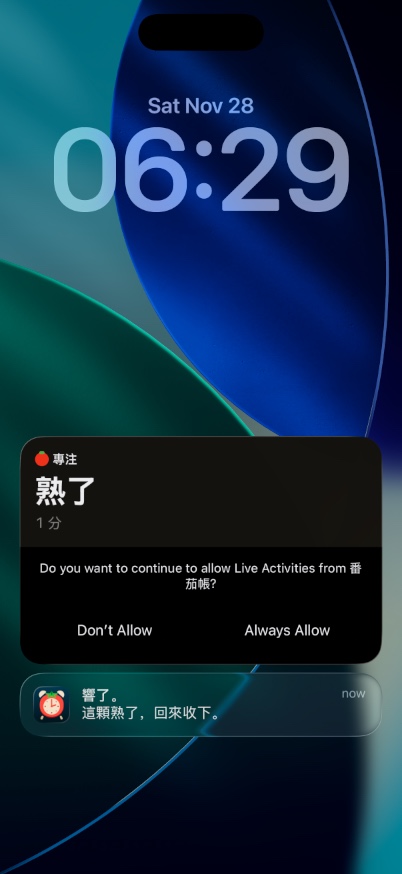 Sat Nov 28
06:29
專注
熟了
1 分
Do you want to continue to allow Live Activities from 番
茄帳?
Don't Allow
Always Allow
響了。
now
這顆熟了，回來收下。